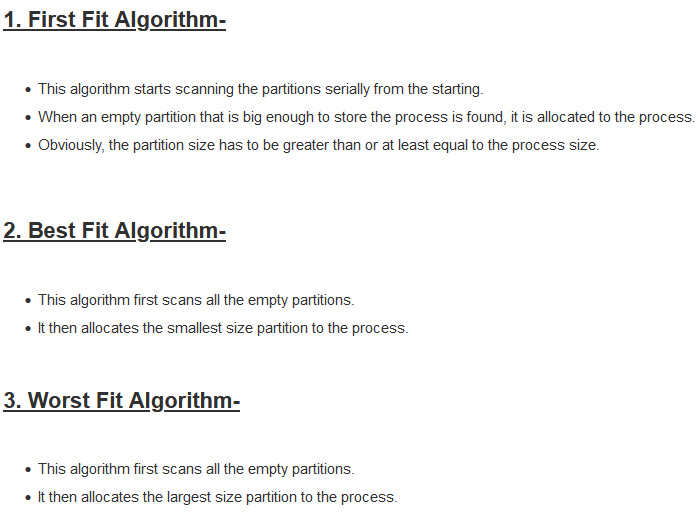 1. First Fit Algorithm-
• This algorithm starts scanning the partitions serially from the starting.
• When an empty partition that is big enough to store the process is found, it is allocated to the process.
• Obviously, the partition size has to be greater than or at least equal to the process size.
2. Best Fit Algorithm-
• This algorithm first scans all the empty partitions.
• It then allocates the smallest size partition to the process.
3. Worst Fit Algorithm-
• This algorithm first scans all the empty partitions.
• It then allocates the largest size partition to the process.